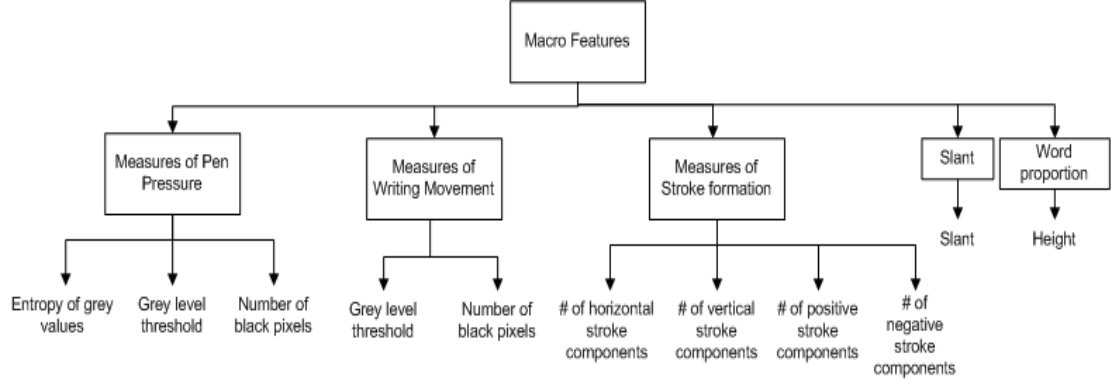 Macro Features
Measures of Pen
Pressure
Measures of
Writing Movement
Measures of
Stroke formation
Slant
Word
proportion
Entropy of grey
values
Grey level
threshold
Number of
black pixels
Grey level
threshold
Number of
black pixels
# of horizontal
stroke
components
# of vertical
stroke
components
# of positive
stroke
components
# of
negative
stroke
components
Slant
Height